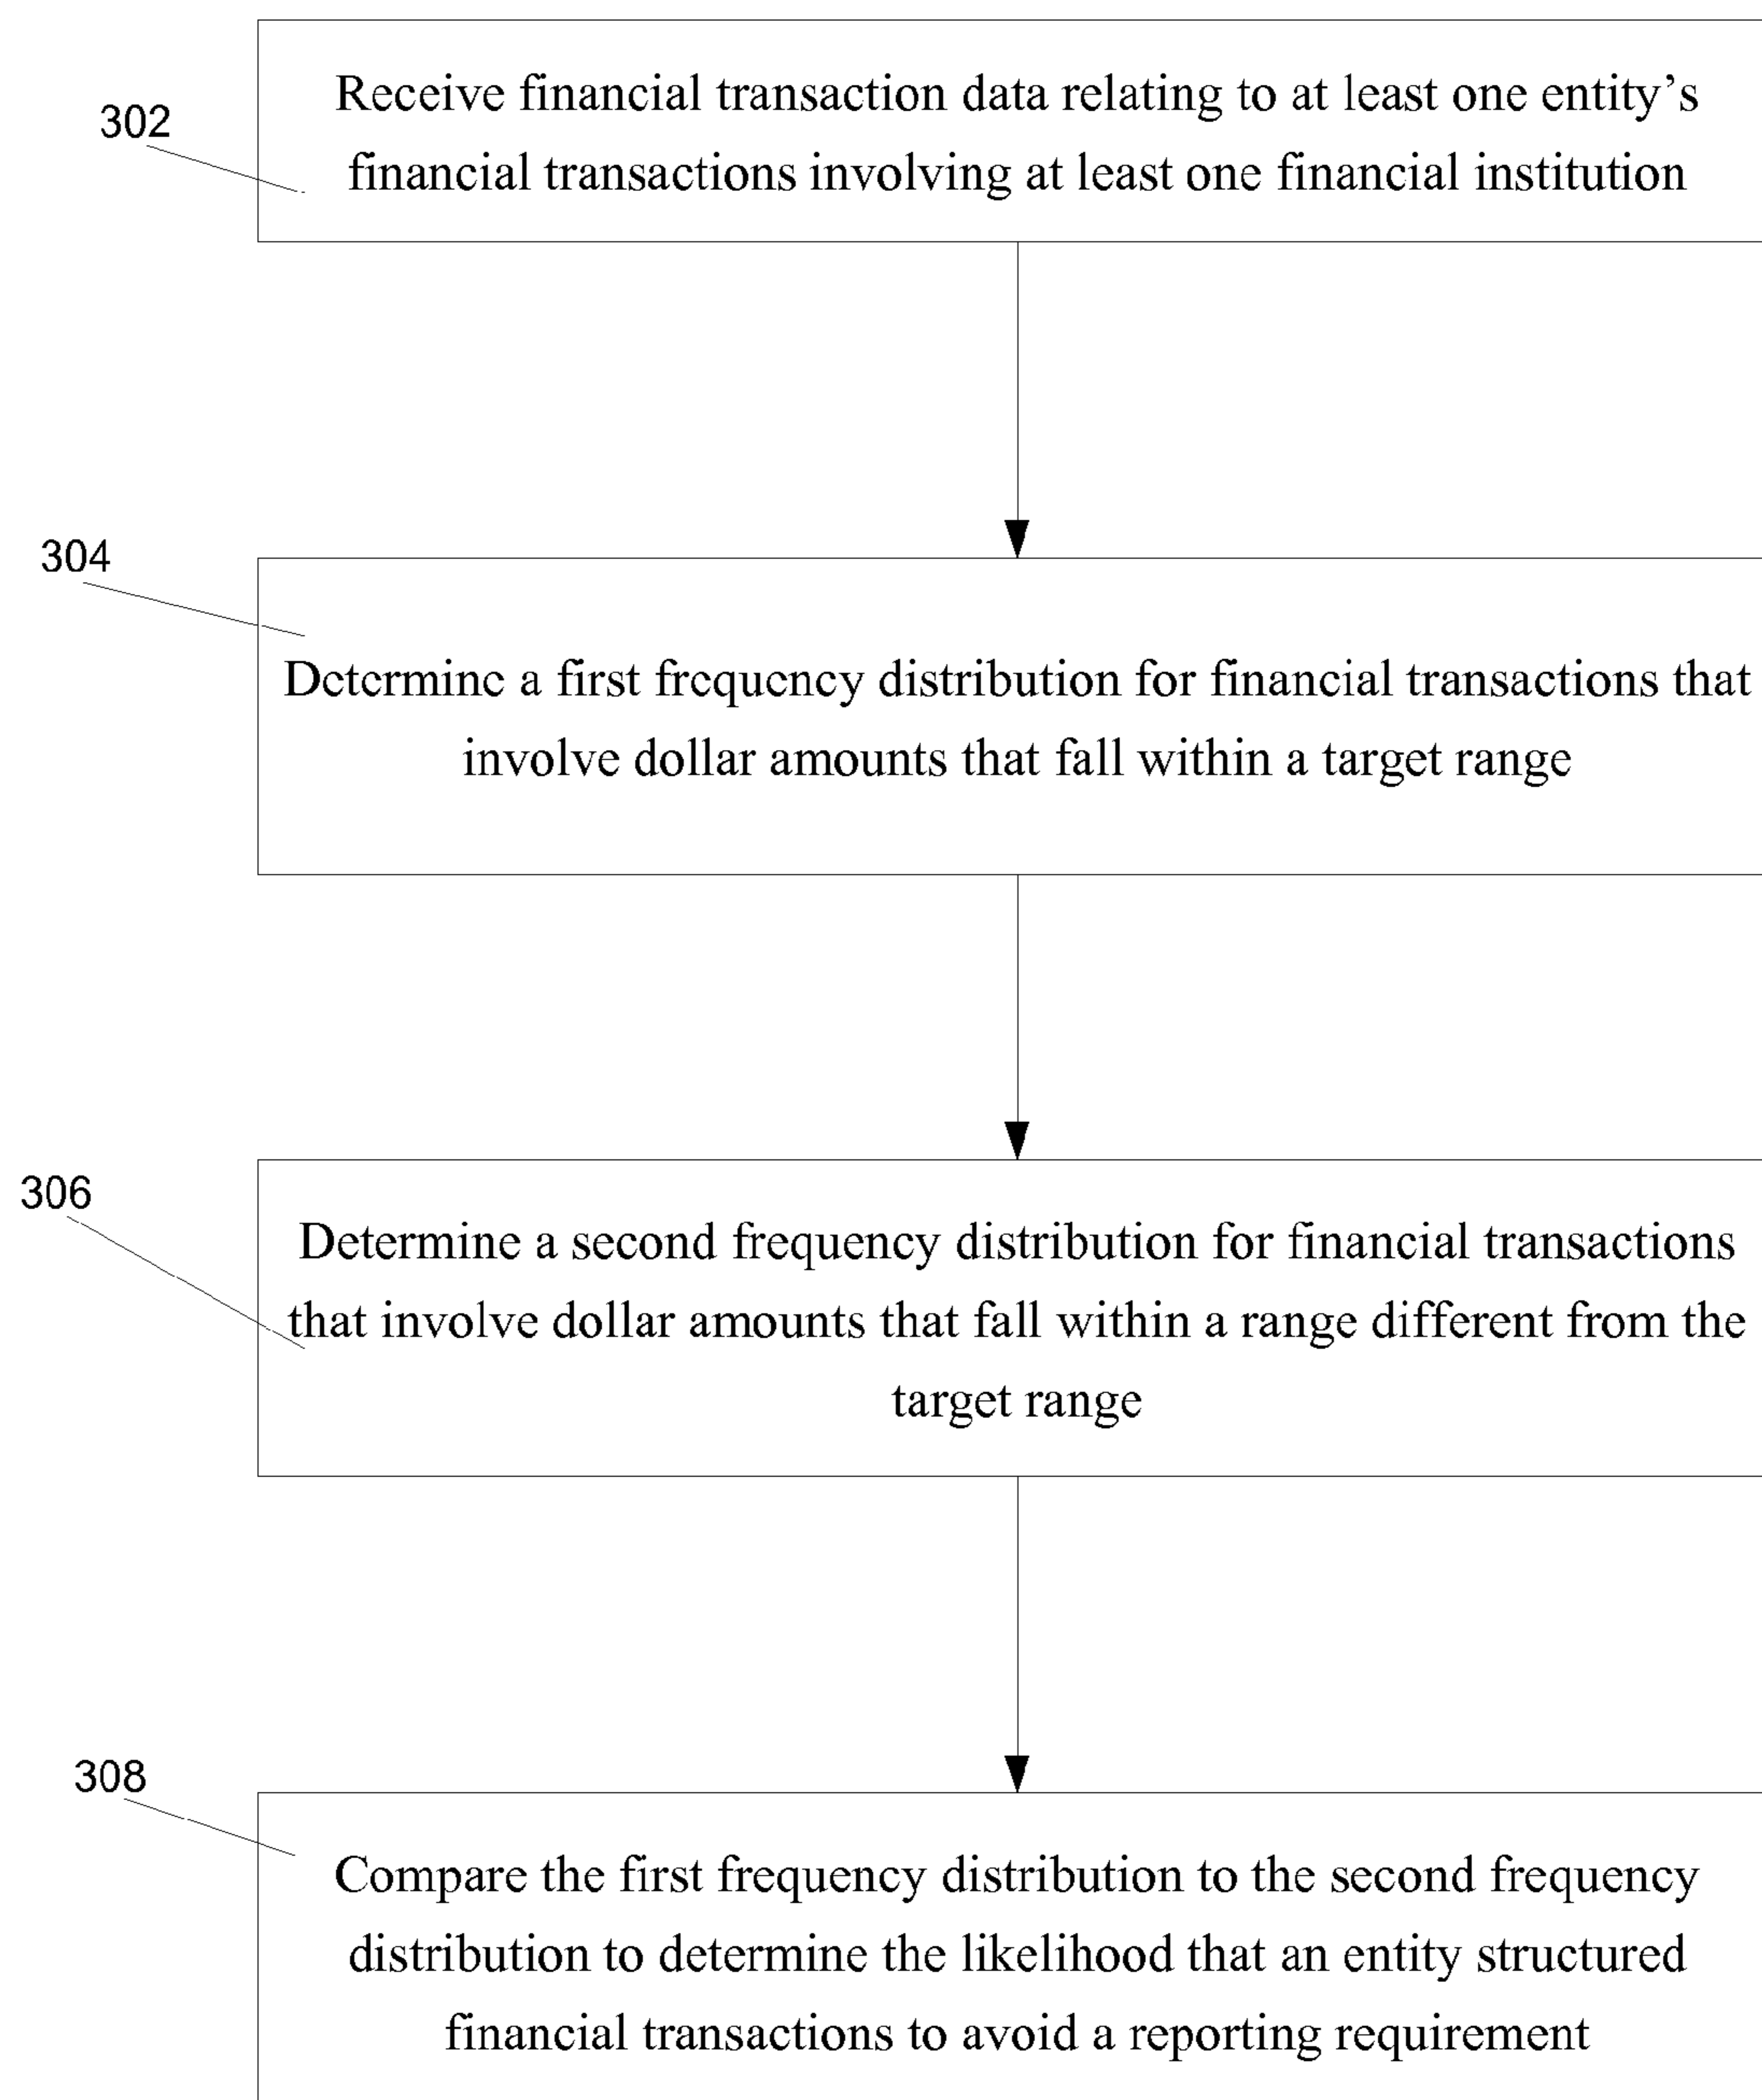 302
Receive financial transaction data relating to at least one entity’s
financial transactions involving at least one financial institution
304
Determine a first frequency distribution for financial transactions that
involve dollar amounts that fall within a target range
306
Determine a second frequency distribution for financial transactions
that involve dollar amounts that fall within a range different from the
target range
308
Compare the first frequency distribution to the second frequency
distribution to determine the likelihood that an entity structured
financial transactions to avoid a reporting requirement